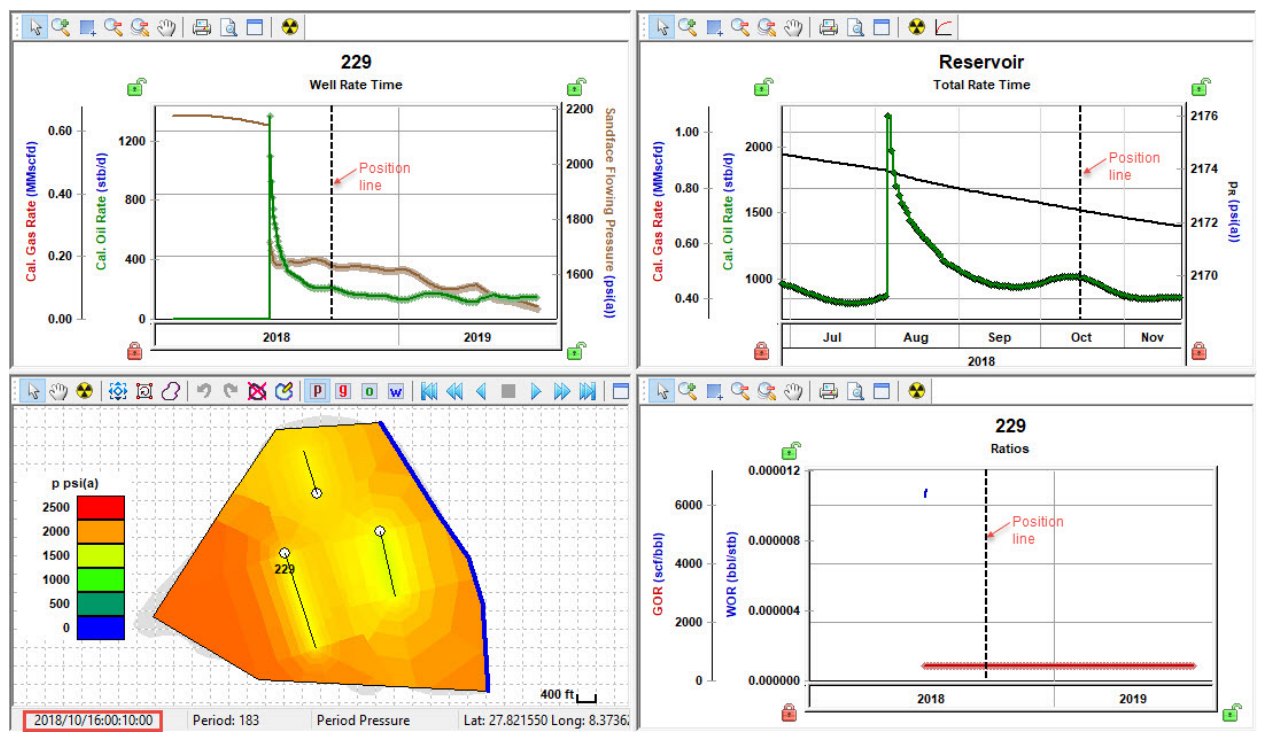 229
Well Rate Time
Cal. Gas Rate (MMscfd)
0.60
0.40
0.20
0.00
Cal. Oil Rate (stb/d)
1200
800
400
0
Position
line
2200
2000
1800
1600
Sandface Flowing Pressure (psi(a))
2018
2019
Reservoir
Total Rate Time
Cal. Gas Rate (MMscfd)
1.00
0.80
0.60
0.40
Cal. Oil Rate (stb/d)
2000
1500
1000
Position
line
2176
2174
2172
2170
pR (psi(a))
Jul Aug Sep Oct Nov
2018
p g o w
p psi(a)
2500
2000
1500
1000
500
0
229
400 ft
2018/10/16:00:10:00 Period: 183 Period Pressure Lat: 27.821550 Long: 8.37362
229
Ratios
GOR (scf/bbl)
6000
4000
2000
0
WOR (bbl/stb)
0.000012
0.000008
0.000004
0.000000
Position
line
2018
2019